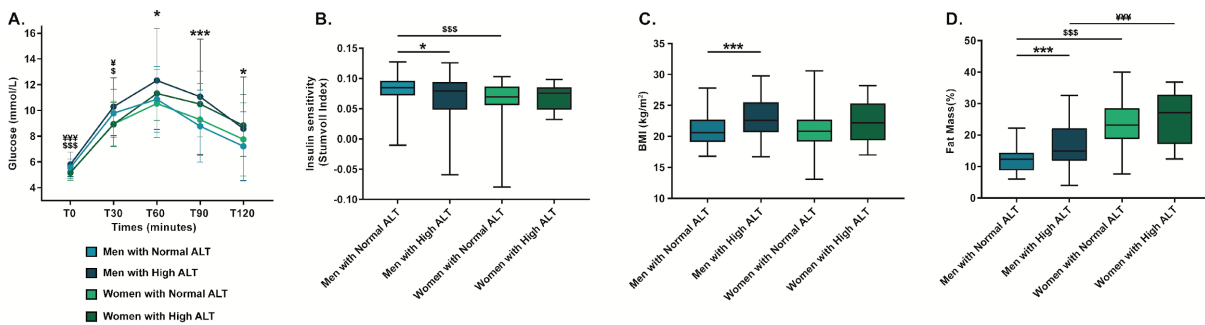 A.
Glucose (mmol/L)
16
14
12
10
8
6
4
¥¥¥
$$$
¥
$
*
***
*
T0 T30 T60 T90 T120
Times (minutes)
Men with Normal ALT
Men with High ALT
Women with Normal ALT
Women with High ALT
B.
Insulin sensitivity
(Stumvoll Index)
0.15
0.10
0.05
0.00
-0.05
-0.10
$$$
*
Men with Normal ALT
Men with High ALT
Women with Normal ALT
Women with High ALT
C.
BMI (kg/m²)
35
30
25
20
15
10
***
Men with Normal ALT
Men with High ALT
Women with Normal ALT
Women with High ALT
D.
Fat Mass(%)
50
40
30
20
10
0
¥¥¥
$$$
***
Men with Normal ALT
Men with High ALT
Women with Normal ALT
Women with High ALT